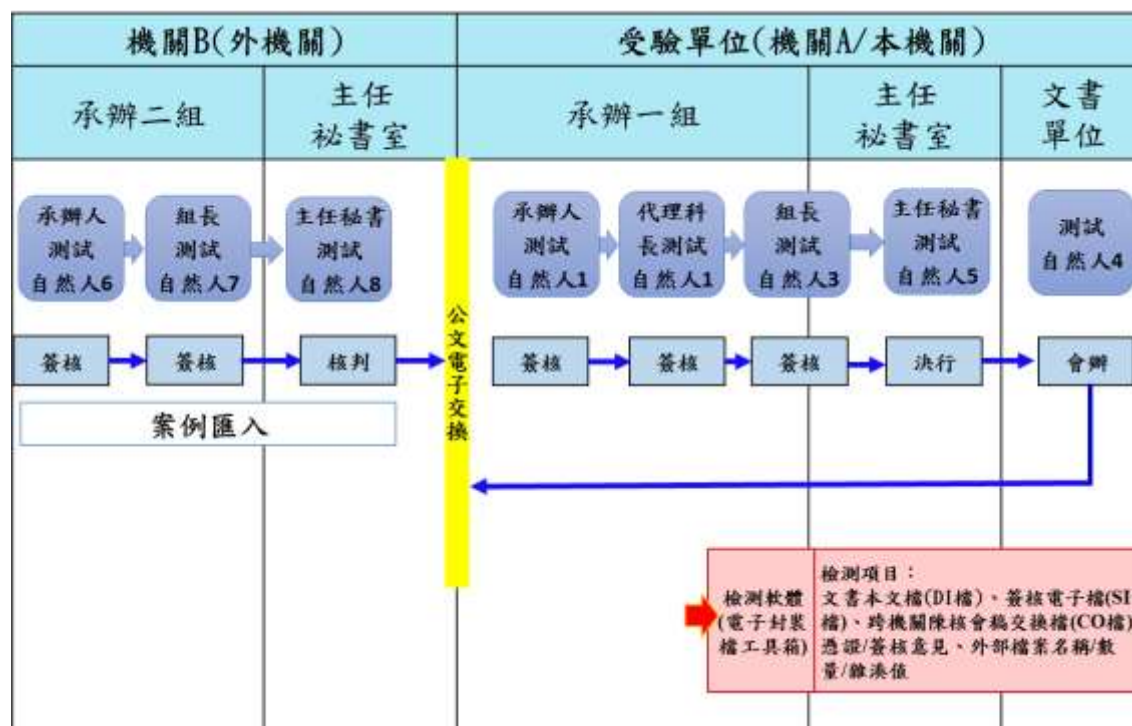 機關B(外機關)
受驗單位(機關A/本機關)
承辦二組
主任
祕書室
承辦一組
主任
祕書室
文書
單位
承辦人
測試
自然人6
組長
測試
自然人7
主任秘書
測試
自然人8
承辦人
測試
自然人1
代理科
長測試
自然人1
組長
測試
自然人3
主任秘書
測試
自然人5
測試
自然人4
公文電子交換
簽核
簽核
核判
簽核
簽核
簽核
決行
會辦
案例匯入
檢測軟體
(電子封裝
檔工具箱)
檢測項目：
文書本文檔(DI檔)、簽核電子檔(SI
檔)、跨機關陳核會稿交換檔(CO檔)
憑證/簽核意見、外部檔案名稱/數
量/雜湊值